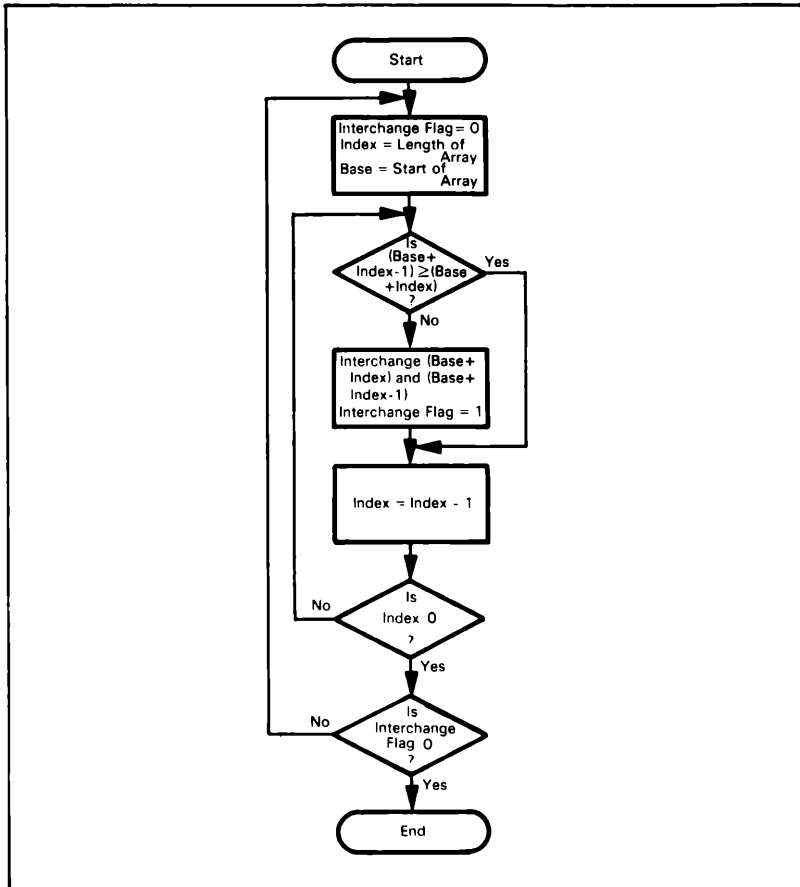 Start
Interchange Flag = 0
Index = Length of
Array
Base = Start of
Array
Is
(Base+
Index-1) ≥(Base
+Index)
?
Yes
No
Interchange (Base+
Index) and (Base+
Index-1)
Interchange Flag = 1
Index = Index - 1
Is
Index 0
?
No
Yes
Is
Interchange
Flag 0
?
No
Yes
End